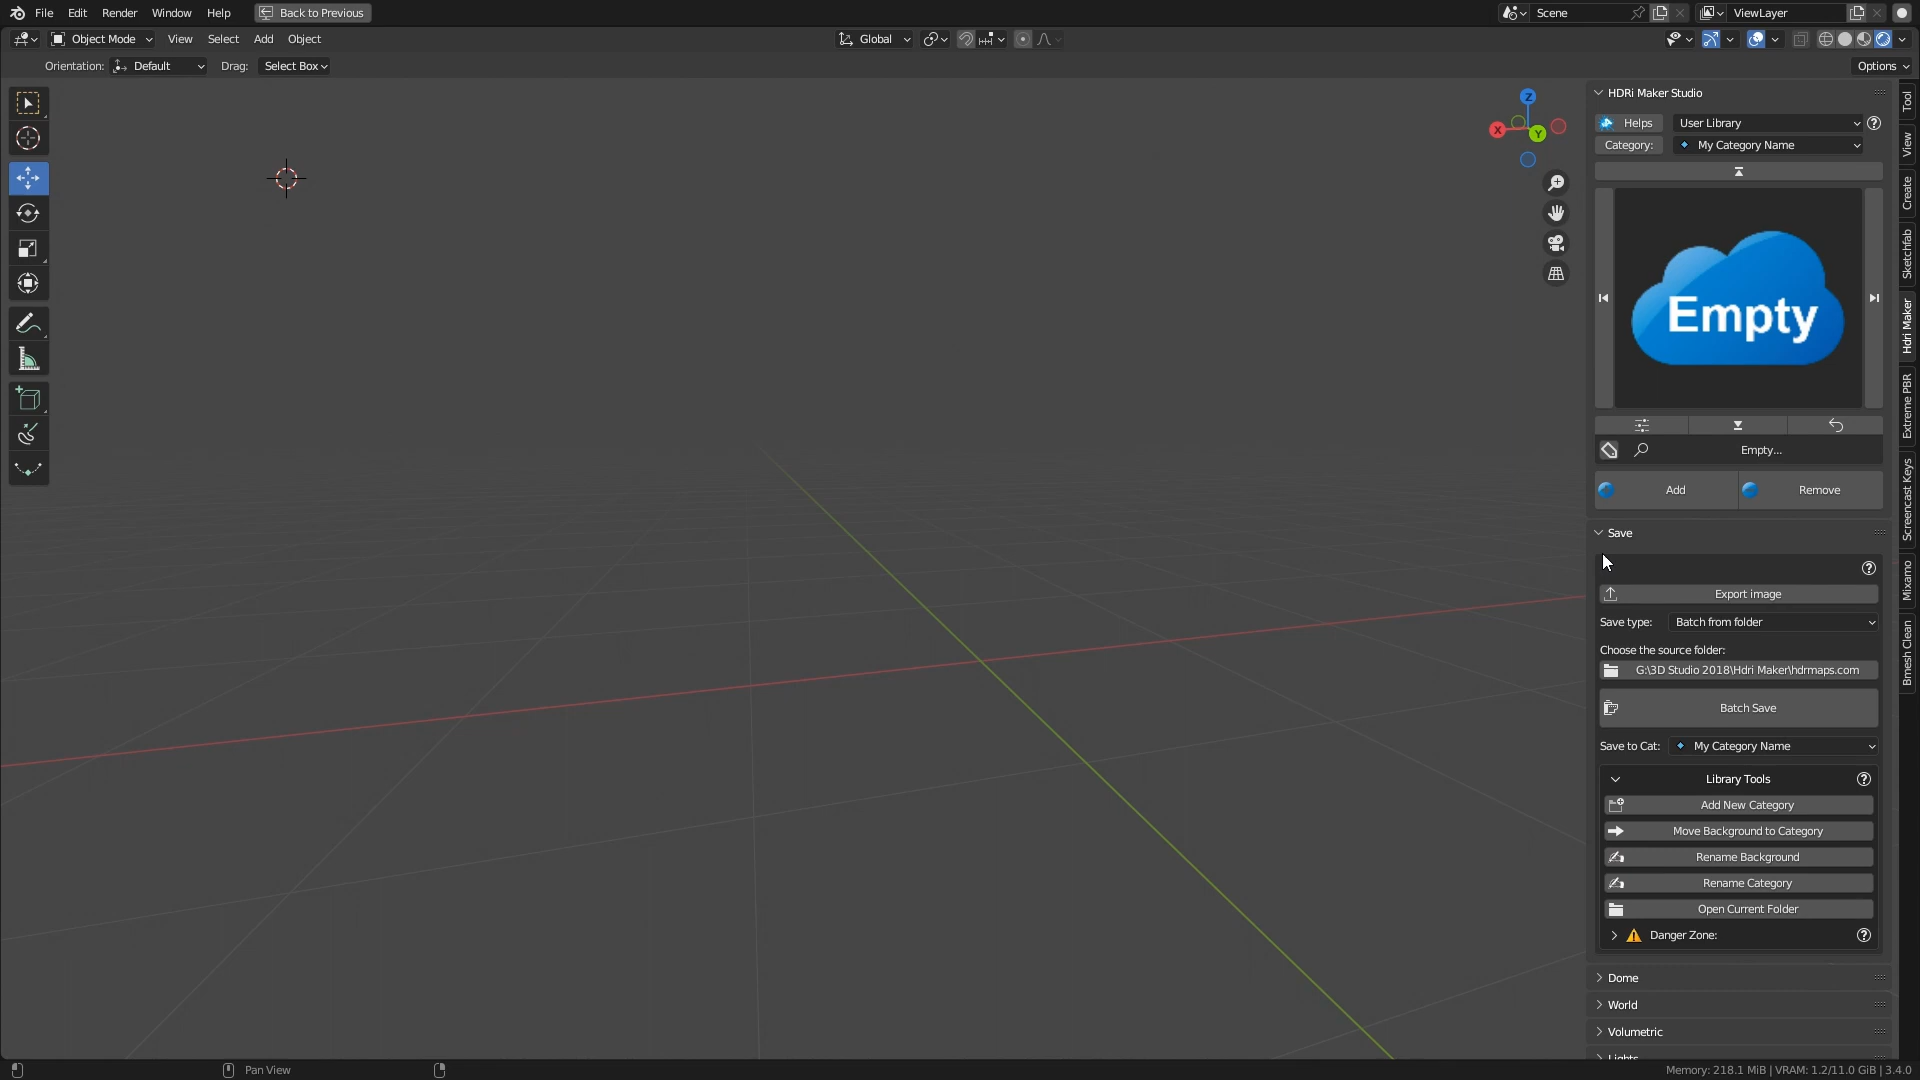 File Edit Render Window Help Back to Previous Scene ViewLayer
Object Mode View Select Add Object Global
Orientation: Default Drag: Select Box Options
HDRi Maker Studio
Helps User Library
Category: My Category Name
Empty
Empty...
Add Remove
Save
Export image
Save type: Batch from folder
Choose the source folder:
G:\3D Studio 2018\Hdri Maker\hdrmaps.com
Batch Save
Save to Cat: My Category Name
Library Tools
Add New Category
Move Background to Category
Rename Background
Rename Category
Open Current Folder
Danger Zone:
Dome
World
Volumetric
Lights
Tool
View
Create
Sketchfab
Hdri Maker
Extreme PBR
Screencast Keys
Mixamo
Bmesh Clean
X
Y
Z
Pan View
Memory: 218.1 MiB | VRAM: 1.2/11.0 GiB | 3.4.0